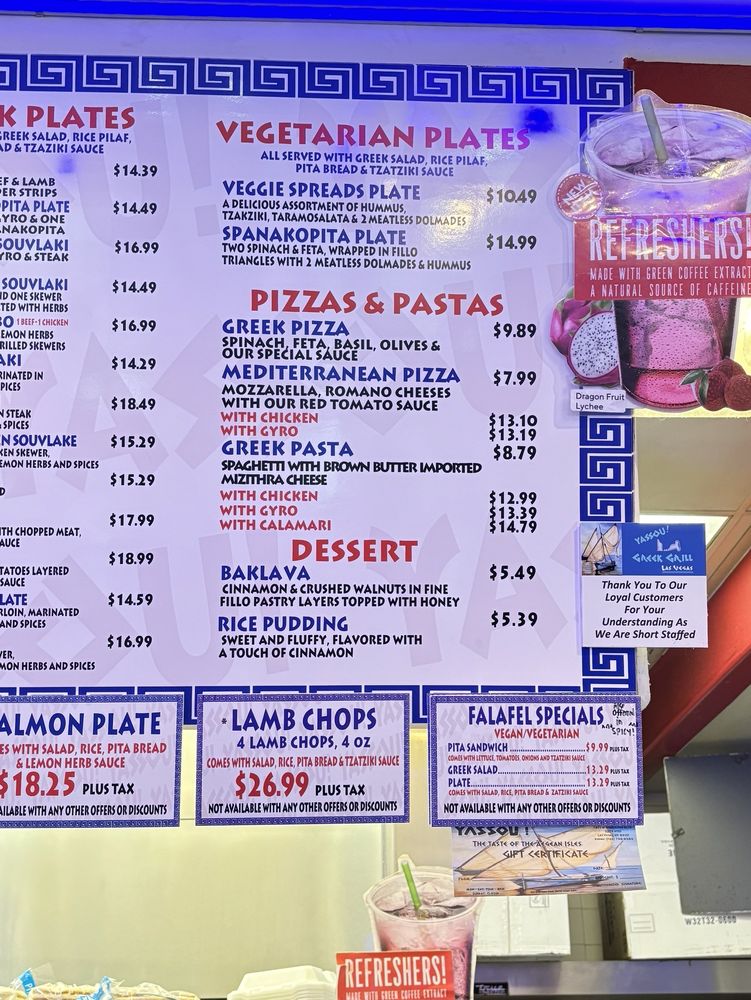 K PLATES
GREEK SALAD, RICE PILAF,
AD & TZAZIKI SAUCE
$14.39
EF & LAMB
PER STRIPS
OPITA PLATE $14.49
GYRO & ONE
ANAKOPITA
SOUVLAKI $16.99
YRO & STEAK
SOUVLAKI $14.49
ND ONE SKEWER
TED WITH HERBS
BO 1 BEEF-1 CHICKEN $16.99
EMON HERBS
RILLED SKEWERS
AKI $14.29
RINATED IN
PICES
$18.49
N STEAK
& SPICES
EN SOUVLAKE $15.29
KEN SKEWER,
EMON HERBS AND SPICES
$15.29
D
$17.99
ITH CHOPPED MEAT,
AUCE
$18.99
TATOES LAYERED
SAUCE
LATE $14.59
RLOIN, MARINATED
AND SPICES
$16.99
VER,
MON HERBS AND SPICES
VEGETARIAN PLATES
ALL SERVED WITH GREEK SALAD, RICE PILAF,
PITA BREAD & TZATZIKI SAUCE
VEGGIE SPREADS PLATE $10.49
A DELICIOUS ASSORTMENT OF HUMMUS,
TZAKZIKI, TARAMOSALATA & 2 MEATLESS DOLMADES
SPANAKOPITA PLATE $14.99
TWO SPINACH & FETA, WRAPPED IN FILLO
TRIANGLES WITH 2 MEATLESS DOLMADES & HUMMUS
PIZZAS & PASTAS
GREEK PIZZA $9.89
SPINACH, FETA, BASIL, OLIVES &
OUR SPECIAL SAUCE
MEDITERRANEAN PIZZA $7.99
MOZZARELLA, ROMANO CHEESES
WITH OUR RED TOMATO SAUCE
WITH CHICKEN $13.10
WITH GYRO $13.19
GREEK PASTA $8.79
SPAGHETTI WITH BROWN BUTTER IMPORTED
MIZITHRA CHEESE
WITH CHICKEN $12.99
WITH GYRO $13.39
WITH CALAMARI $14.79
DESSERT
BAKLAVA $5.49
CINNAMON & CRUSHED WALNUTS IN FINE
FILLO PASTRY LAYERS TOPPED WITH HONEY
RICE PUDDING $5.39
SWEET AND FLUFFY, FLAVORED WITH
A TOUCH OF CINNAMON
NEW
REFRESHERS!
MADE WITH GREEN COFFEE EXTRACT
A NATURAL SOURCE OF CAFFEINE
Dragon Fruit
Lychee
YASSOU!
GREEK GRILL
LAS VEGAS
Thank You To Our
Loyal Customers
For Your
Understanding As
We Are Short Staffed
ALMON PLATE
ES WITH SALAD, RICE, PITA BREAD
& LEMON HERB SAUCE
$18.25 PLUS TAX
AILABLE WITH ANY OTHER OFFERS OR DISCOUNTS
*LAMB CHOPS
4 LAMB CHOPS, 4 OZ
COMES WITH SALAD, RICE, PITA BREAD & TZATZIKI SAUCE
$26.99 PLUS TAX
NOT AVAILABLE WITH ANY OTHER OFFERS OR DISCOUNTS
FALAFEL SPECIALS
VEGAN/VEGETARIAN
in
SPICY!
PITA SANDWICH $9.99 PLUS TAX
COMES WITH LETTUCE, TOMATOES, ONIONS AND TZATZIKI SAUCE
GREEK SALAD 13.29 PLUS TAX
PLATE 13.29 PLUS TAX
COMES WITH SALAD, RICE, PITA BREAD & TZATZIKI SAUCE
NOT AVAILABLE WITH ANY OTHER OFFERS OR DISCOUNTS
YASSOU!
THE TASTE OF THE AEGEAN ISLES
GIFT CERTIFICATE
W32T32-0600
REFRESHERS!
MADE WITH GREEN COFFEE EXTRACT